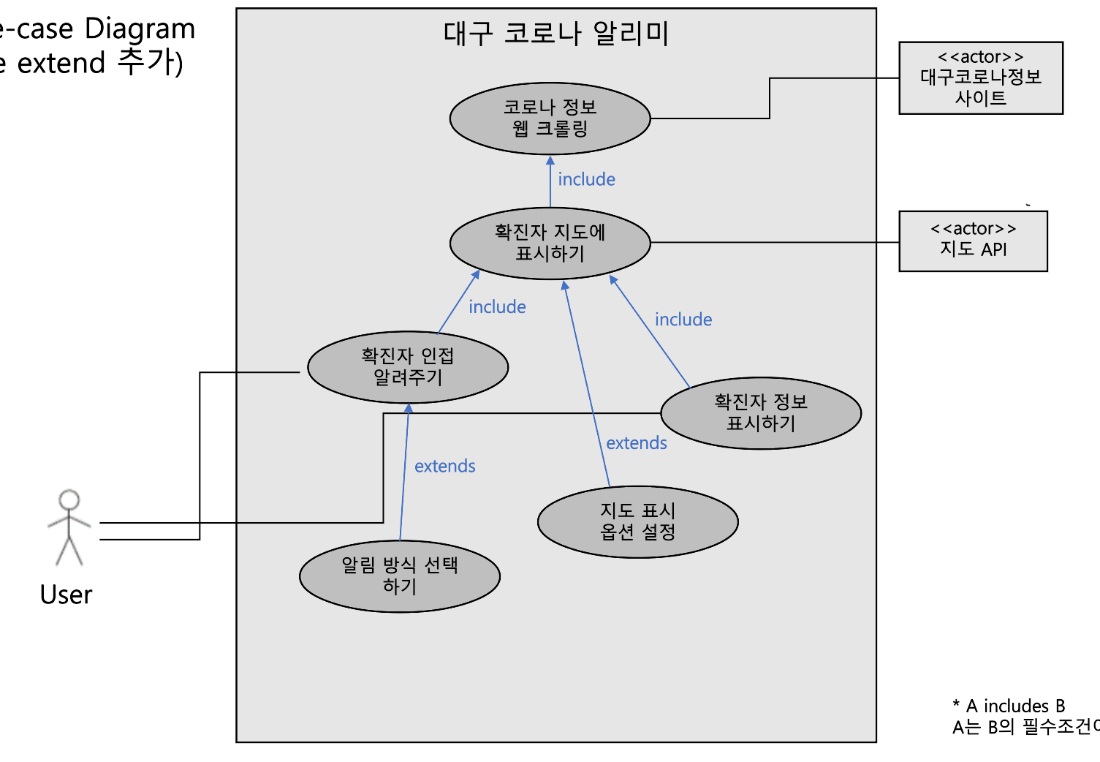 -case Diagram
extend 추가)
대구 코로나 알리미
<<actor>>
대구코로나정보
사이트
코로나 정보
웹 크롤링
include
확진자 지도에
표시하기
<<actor>>
지도 API
include
include
확진자 인접
알려주기
확진자 정보
표시하기
extends
extends
지도 표시
옵션 설정
알림 방식 선택
하기
User
* A includes B
A는 B의 필수조건